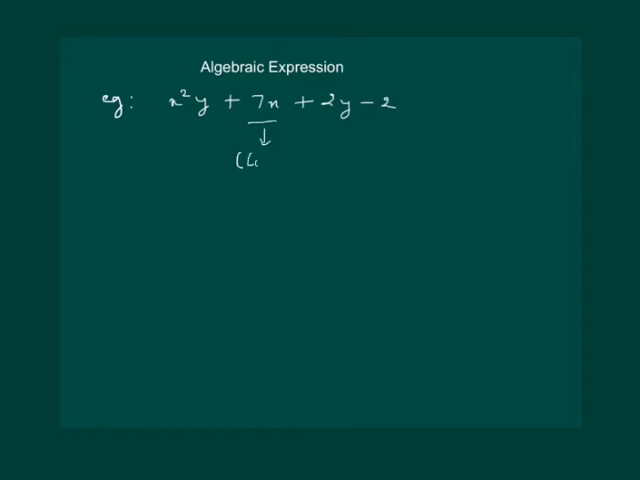 Algebraic Expression
eg: x²y + 7x + 2y - 2